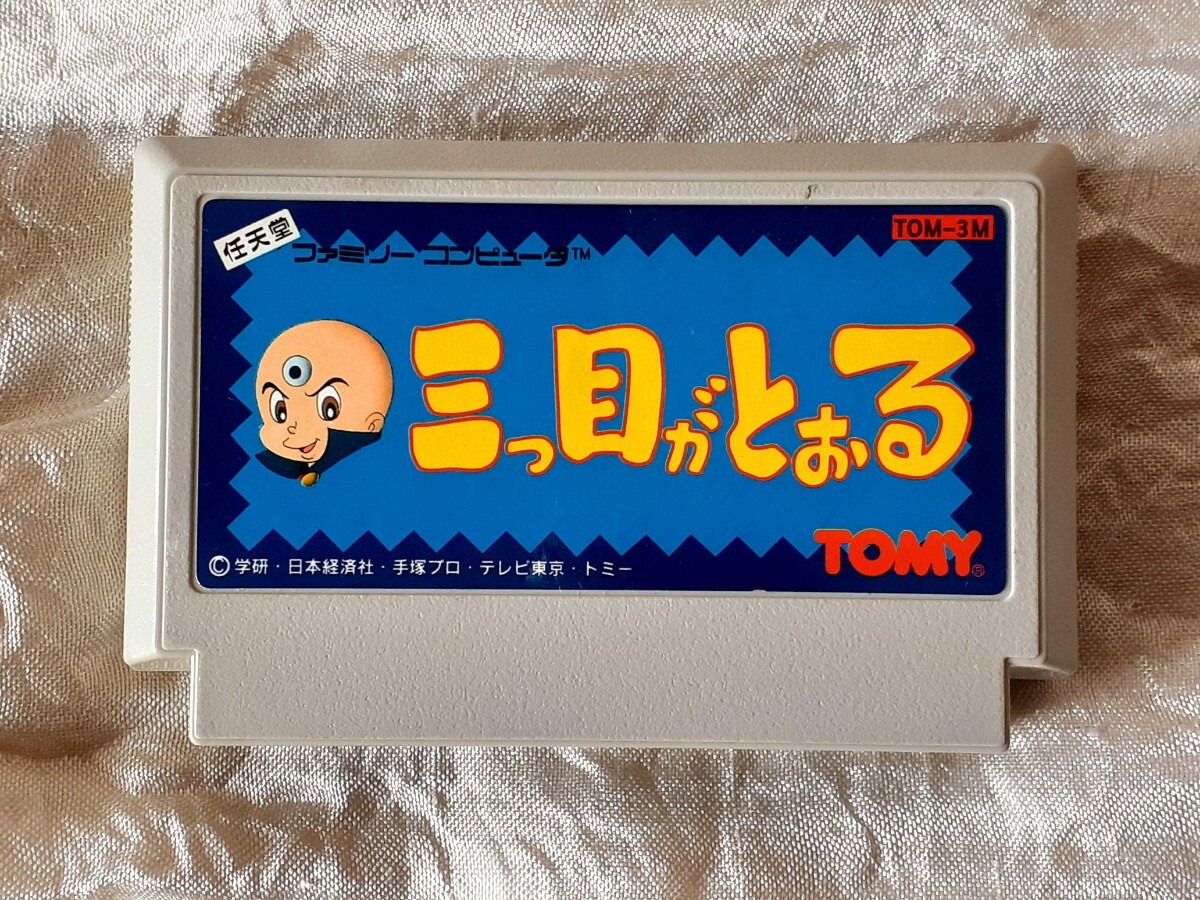 任天堂
ファミリーコンピュータ™
TOM-3M
三つ目がとおる
TOMY®
©学研・日本経済社・手塚プロ・テレビ東京・トミー